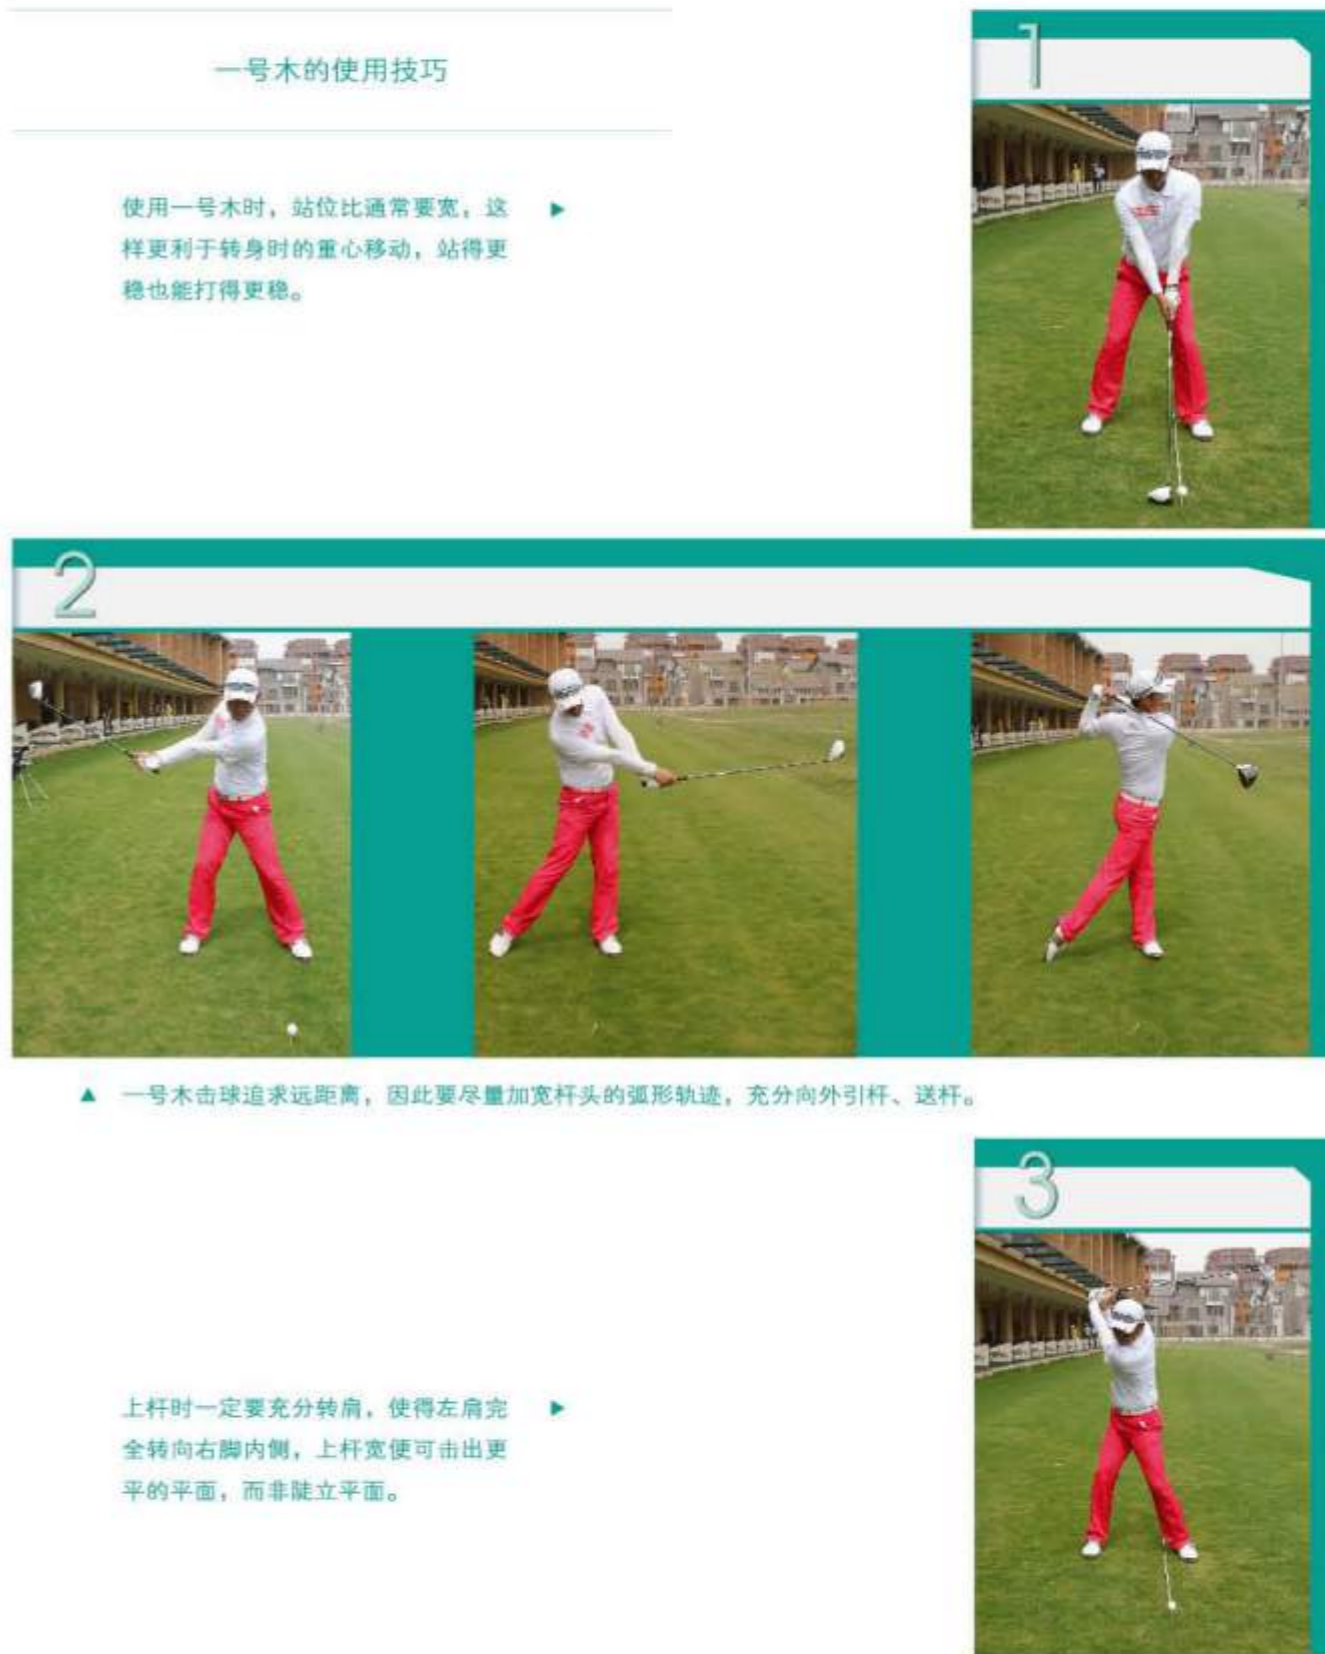 一号木的使用技巧
1
使用一号木时，站位比通常要宽，这 ▶
样更利于转身时的重心移动，站得更
稳也能打得更稳。
2
▲ 一号木击球追求远距离，因此要尽量加宽杆头的弧形轨迹，充分向外引杆、送杆。
3
上杆时一定要充分转肩，使得左肩完 ▶
全转向右脚内侧，上杆宽便可击出更
平的平面，而非陡立平面。